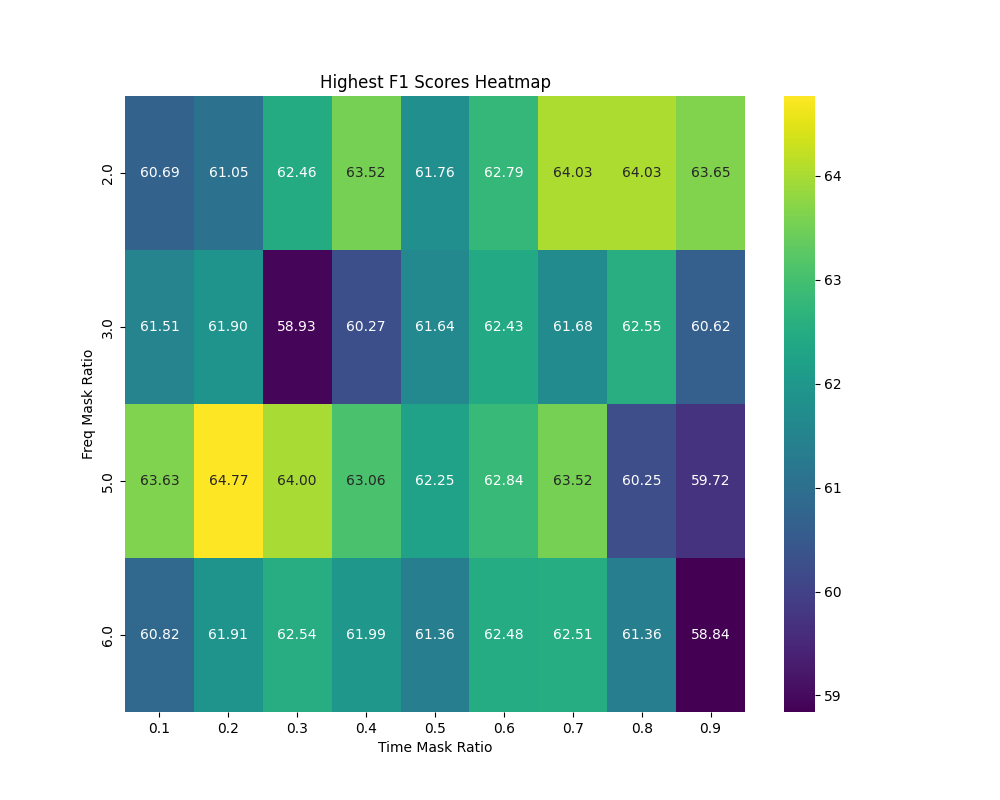 Highest F1 Scores Heatmap
2.0 60.69 61.05 62.46 63.52 61.76 62.79 64.03 64.03 63.65
3.0 61.51 61.90 58.93 60.27 61.64 62.43 61.68 62.55 60.62
5.0 63.63 64.77 64.00 63.06 62.25 62.84 63.52 60.25 59.72
6.0 60.82 61.91 62.54 61.99 61.36 62.48 62.51 61.36 58.84
0.1 0.2 0.3 0.4 0.5 0.6 0.7 0.8 0.9
Time Mask Ratio
Freq Mask Ratio
64
63
62
61
60
59